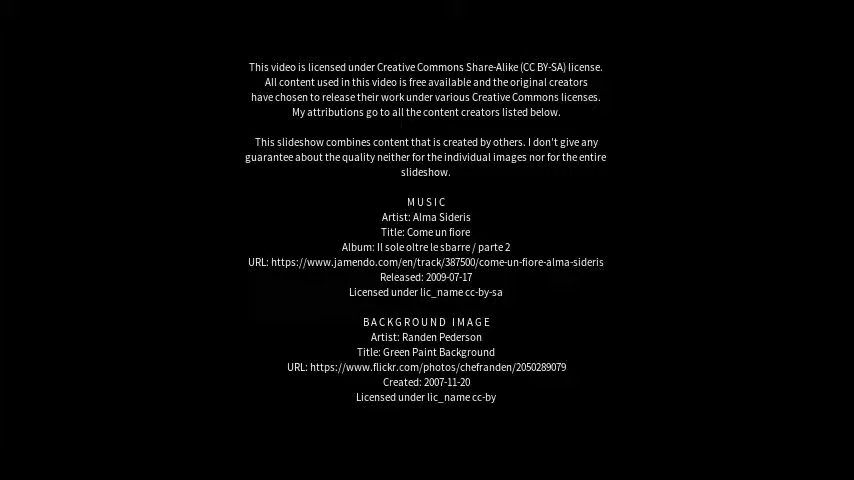 This video is licensed under Creative Commons Share-Alike (CC BY-SA) license.
All content used in this video is free available and the original creators
have chosen to release their work under various Creative Commons licenses.
My attributions go to all the content creators listed below.
This slideshow combines content that is created by others. I don't give any
guarantee about the quality neither for the individual images nor for the entire
slideshow.
MUSIC
Artist: Alma Sideris
Title: Come un fiore
Album: Il sole oltre le sbarre / parte 2
URL: https://www.jamendo.com/en/track/387500/come-un-fiore-alma-sideris
Released: 2009-07-17
Licensed under lic_name cc-by-sa
BACKGROUND IMAGE
Artist: Randen Pederson
Title: Green Paint Background
URL: https://www.flickr.com/photos/chefranden/2050289079
Created: 2007-11-20
Licensed under lic_name cc-by